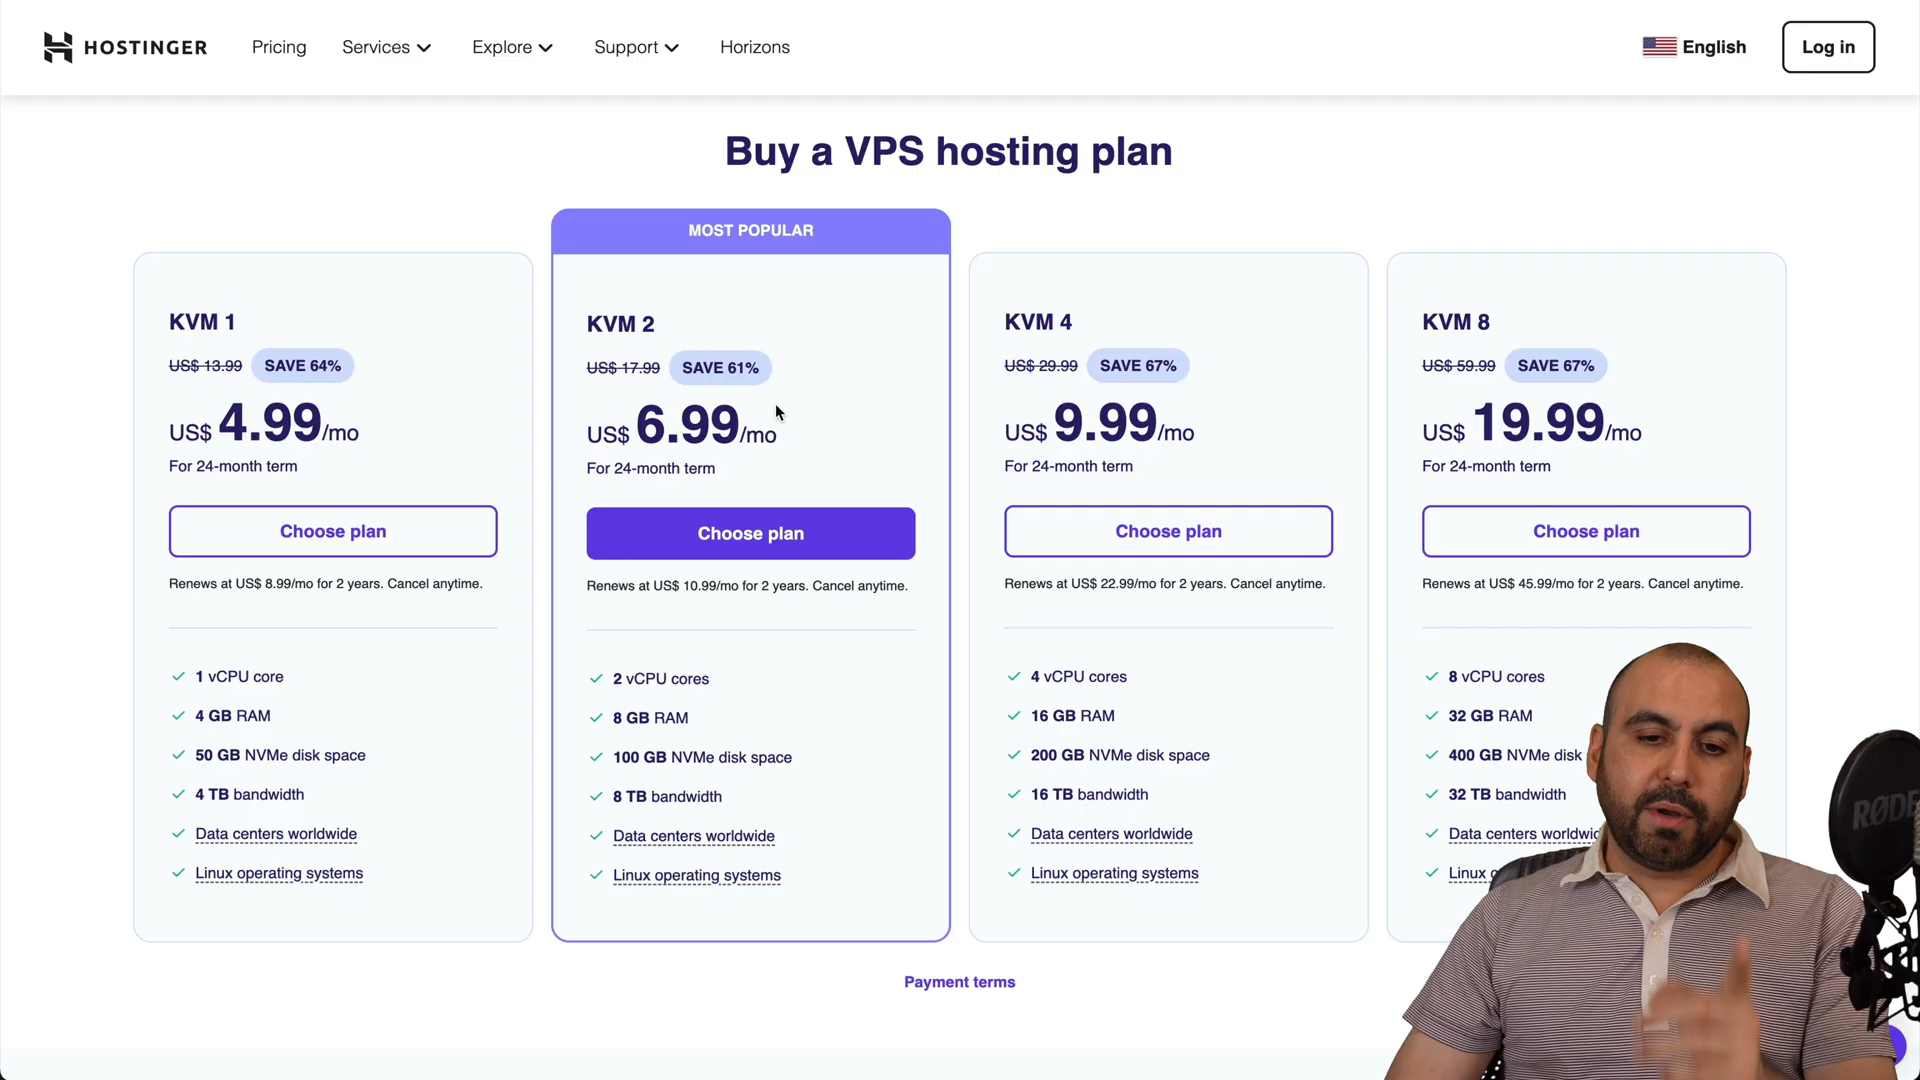 HOSTINGER
Pricing
Services
Explore
Support
Horizons
English
Log in
Buy a VPS hosting plan
MOST POPULAR
KVM 1
US$ 13.99 SAVE 64%
US$ 4.99/mo
For 24-month term
Choose plan
Renews at US$ 8.99/mo for 2 years. Cancel anytime.
1 vCPU core
4 GB RAM
50 GB NVMe disk space
4 TB bandwidth
Data centers worldwide
Linux operating systems
KVM 2
US$ 17.99 SAVE 61%
US$ 6.99/mo
For 24-month term
Choose plan
Renews at US$ 10.99/mo for 2 years. Cancel anytime.
2 vCPU cores
8 GB RAM
100 GB NVMe disk space
8 TB bandwidth
Data centers worldwide
Linux operating systems
KVM 4
US$ 29.99 SAVE 67%
US$ 9.99/mo
For 24-month term
Choose plan
Renews at US$ 22.99/mo for 2 years. Cancel anytime.
4 vCPU cores
16 GB RAM
200 GB NVMe disk space
16 TB bandwidth
Data centers worldwide
Linux operating systems
KVM 8
US$ 59.99 SAVE 67%
US$ 19.99/mo
For 24-month term
Choose plan
Renews at US$ 45.99/mo for 2 years. Cancel anytime.
8 vCPU cores
32 GB RAM
400 GB NVMe disk
32 TB bandwidth
Data centers
Linux
Payment terms
RØDE